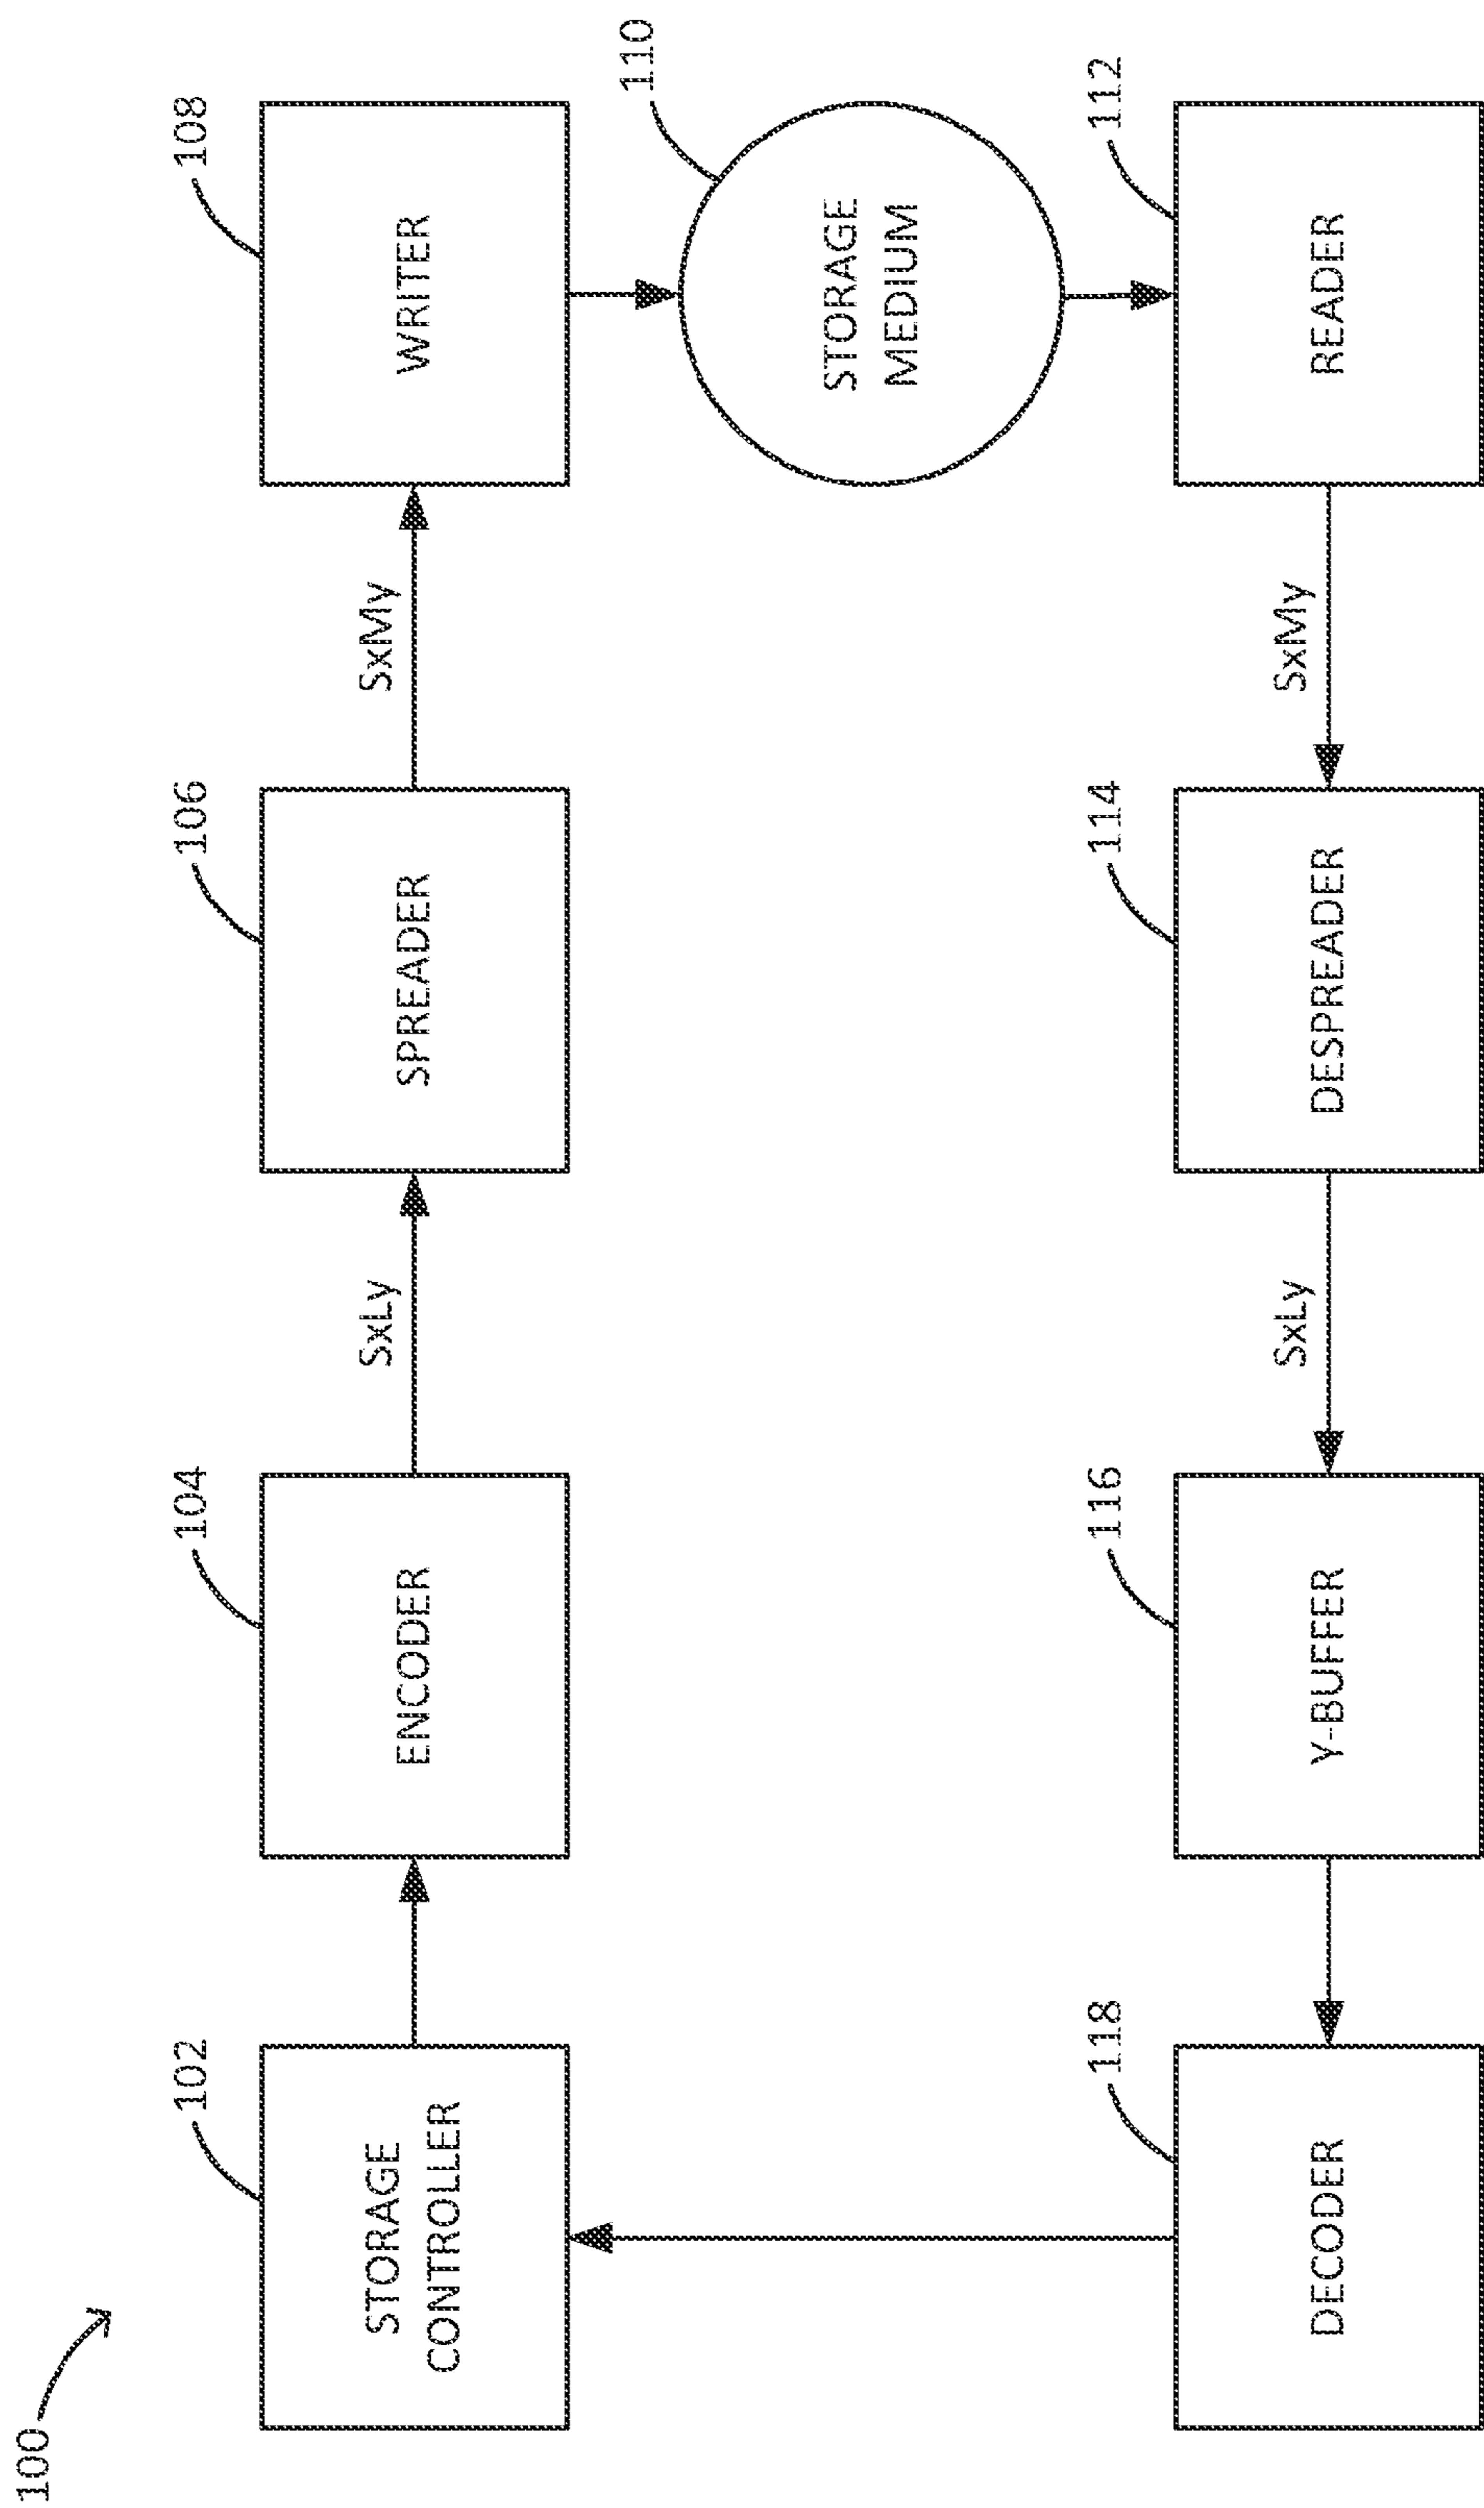 100
102
104
106
108
STORAGE
CONTROLLER
ENCODER
SxLy
SPREADER
SxMy
WRITER
110
STORAGE
MEDIUM
118
116
114
112
DECODER
Y-BUFFER
SxLy
DESPREADER
SxMy
READER